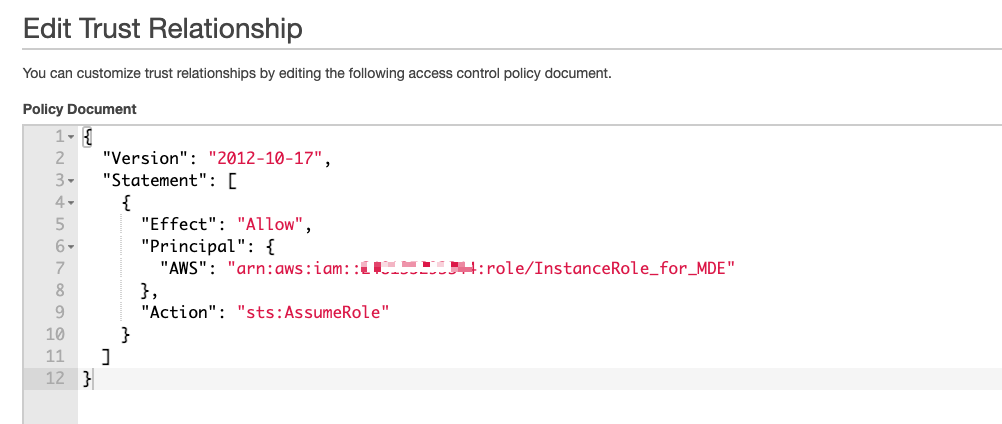 Edit Trust Relationship
You can customize trust relationships by editing the following access control policy document.
Policy Document
1 {
2 "Version": "2012-10-17",
3 "Statement": [
4 {
5 "Effect": "Allow",
6 "Principal": {
7 "AWS": "arn:aws:iam:: :role/InstanceRole_for_MDE"
8 },
9 "Action": "sts:AssumeRole"
10 }
11 ]
12 }